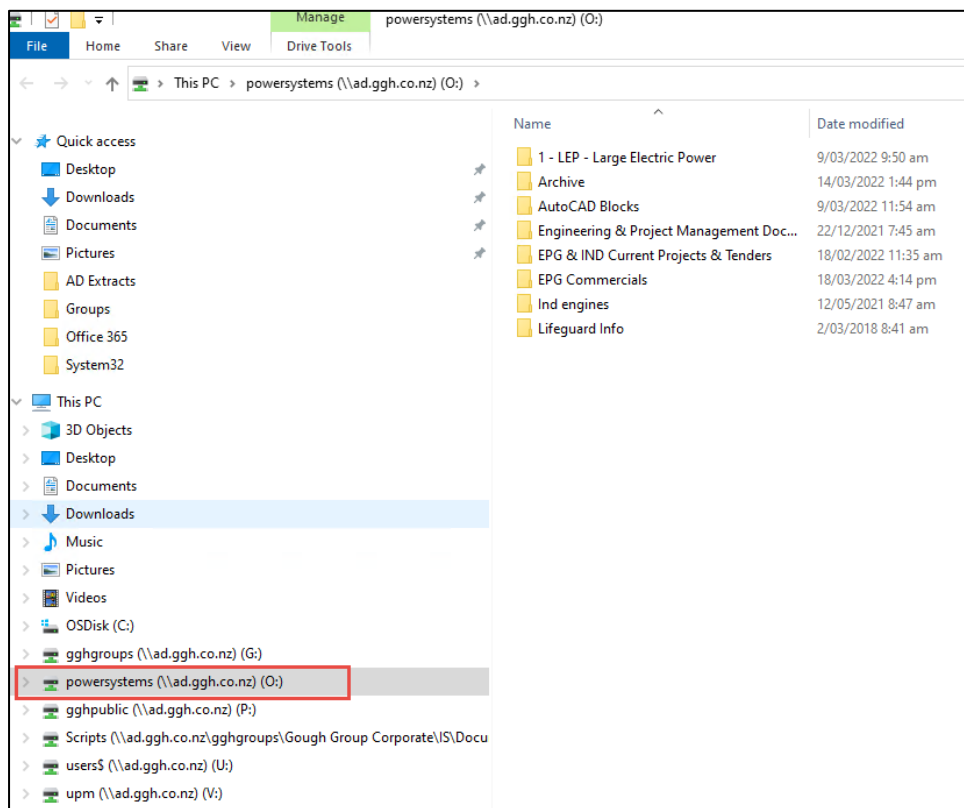 Manage powersystems (\\ad.ggh.co.nz) (O:)
File Home Share View Drive Tools
This PC > powersystems (\\ad.ggh.co.nz) (O:) >
Name Date modified
Quick access
Desktop
Downloads
Documents
Pictures
AD Extracts
Groups
Office 365
System32
This PC
3D Objects
Desktop
Documents
Downloads
Music
Pictures
Videos
OSDisk (C:)
gghgroups (\\ad.ggh.co.nz) (G:)
powersystems (\\ad.ggh.co.nz) (O:)
gghpublic (\\ad.ggh.co.nz) (P:)
Scripts (\\ad.ggh.co.nz\gghgroups\Gough Group Corporate\IS\Docu
users$ (\\ad.ggh.co.nz) (U:)
upm (\\ad.ggh.co.nz) (V:)
1 - LEP - Large Electric Power 9/03/2022 9:50 am
Archive 14/03/2022 1:44 pm
AutoCAD Blocks 9/03/2022 11:54 am
Engineering & Project Management Doc... 22/12/2021 7:45 am
EPG & IND Current Projects & Tenders 18/02/2022 11:35 am
EPG Commercials 18/03/2022 4:14 pm
Ind engines 12/05/2021 8:47 am
Lifeguard Info 2/03/2018 8:41 am